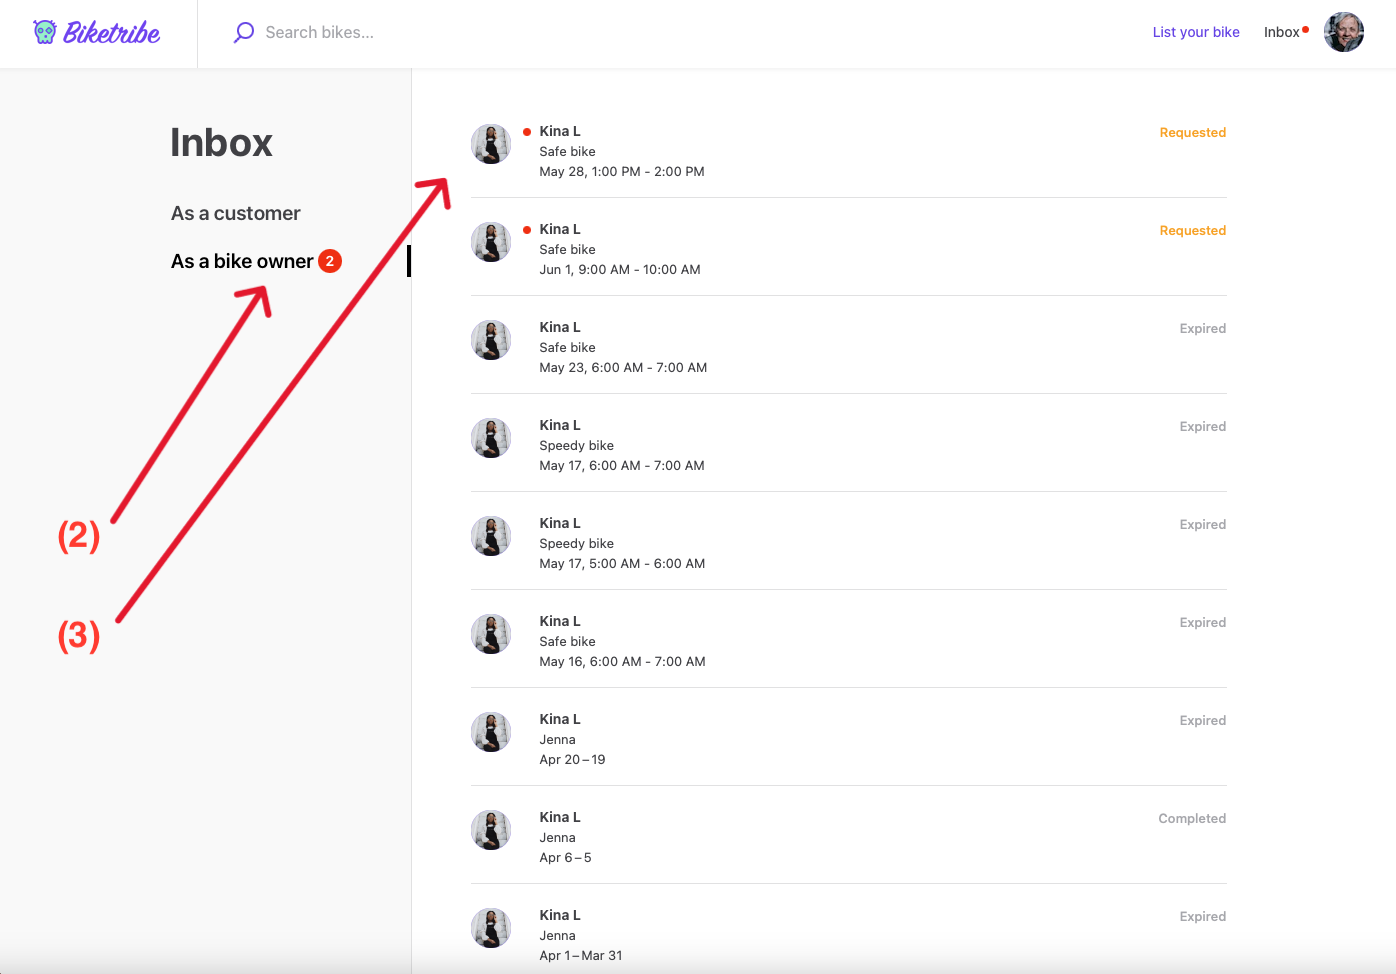 Biketribe
Search bikes...
List your bike
Inbox
Inbox
As a customer
As a bike owner 2
(2)
(3)
Kina L
Requested
Safe bike
May 28, 1:00 PM - 2:00 PM
Kina L
Requested
Safe bike
Jun 1, 9:00 AM - 10:00 AM
Kina L
Expired
Safe bike
May 23, 6:00 AM - 7:00 AM
Kina L
Expired
Speedy bike
May 17, 6:00 AM - 7:00 AM
Kina L
Expired
Speedy bike
May 17, 5:00 AM - 6:00 AM
Kina L
Expired
Safe bike
May 16, 6:00 AM - 7:00 AM
Kina L
Expired
Jenna
Apr 20 – 19
Kina L
Completed
Jenna
Apr 6 – 5
Kina L
Expired
Jenna
Apr 1 – Mar 31